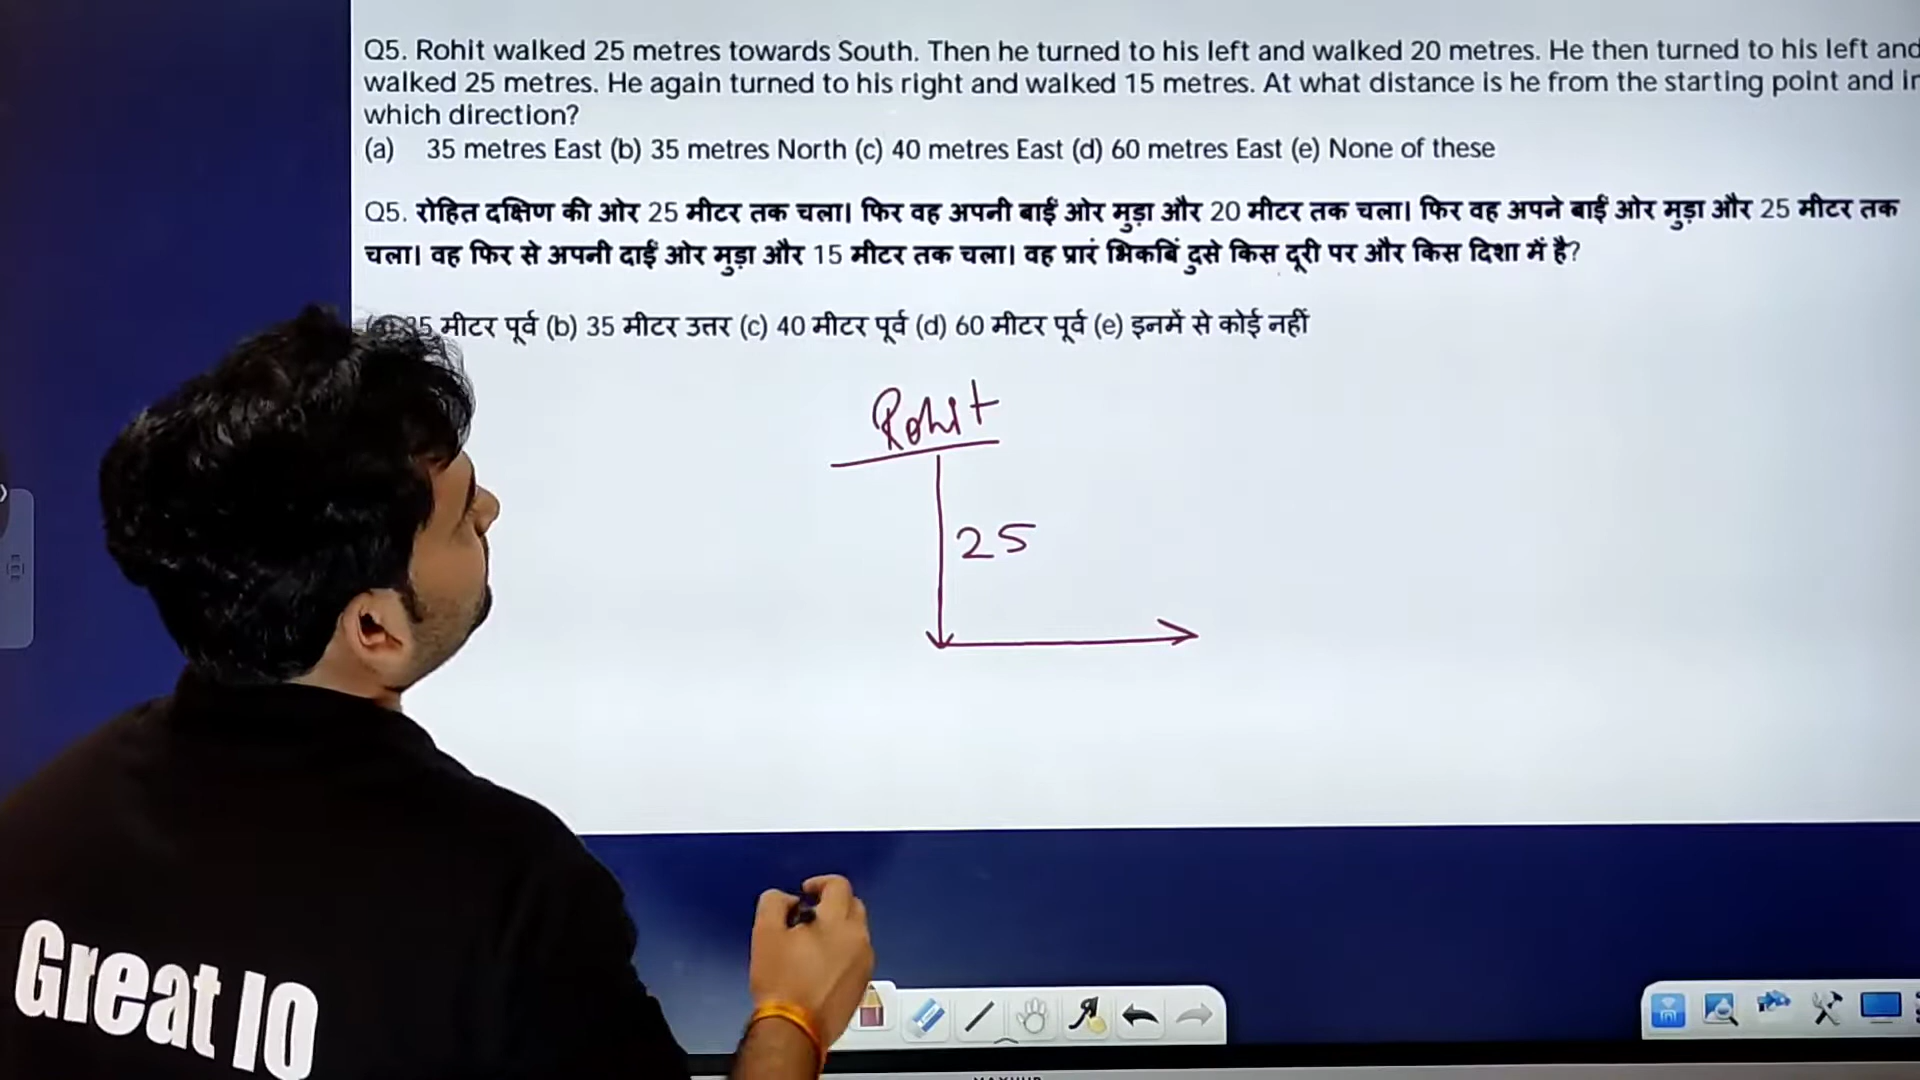 Q5. Rohit walked 25 metres towards South. Then he turned to his left and walked 20 metres. He then turned to his left and
walked 25 metres. He again turned to his right and walked 15 metres. At what distance is he from the starting point and in
which direction?
(a) 35 metres East (b) 35 metres North (c) 40 metres East (d) 60 metres East (e) None of these
Q5. रोहित दक्षिण की ओर 25 मीटर तक चला। फिर वह अपनी बाईं ओर मुड़ा और 20 मीटर तक चला। फिर वह अपने बाईं ओर मुड़ा और 25 मीटर तक
चला। वह फिर से अपनी दाईं ओर मुड़ा और 15 मीटर तक चला। वह प्रारं भिकबिं दुसे किस दूरी पर और किस दिशा में है?
(a) 35 मीटर पूर्व (b) 35 मीटर उत्तर (c) 40 मीटर पूर्व (d) 60 मीटर पूर्व (e) इनमें से कोई नहीं
Rohit
25
Great IQ